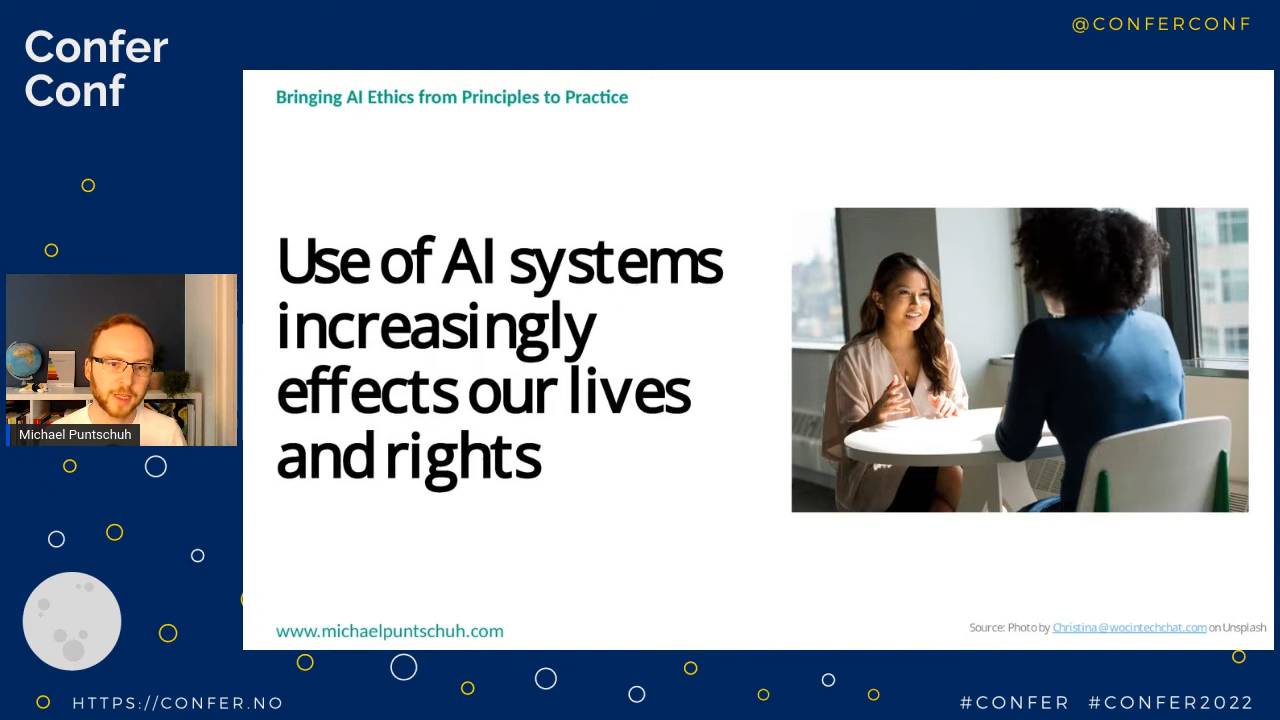 Confer
Conf
@CONFERCONF
Bringing AI Ethics from Principles to Practice
Use of AI systems
increasingly
effects our lives
and rights
Michael Puntschuh
www.michaelpuntschuh.com
Source: Photo by Christina @ wocintechchat.com on Unsplash
HTTPS://CONFER.NO
#CONFER #CONFER2022